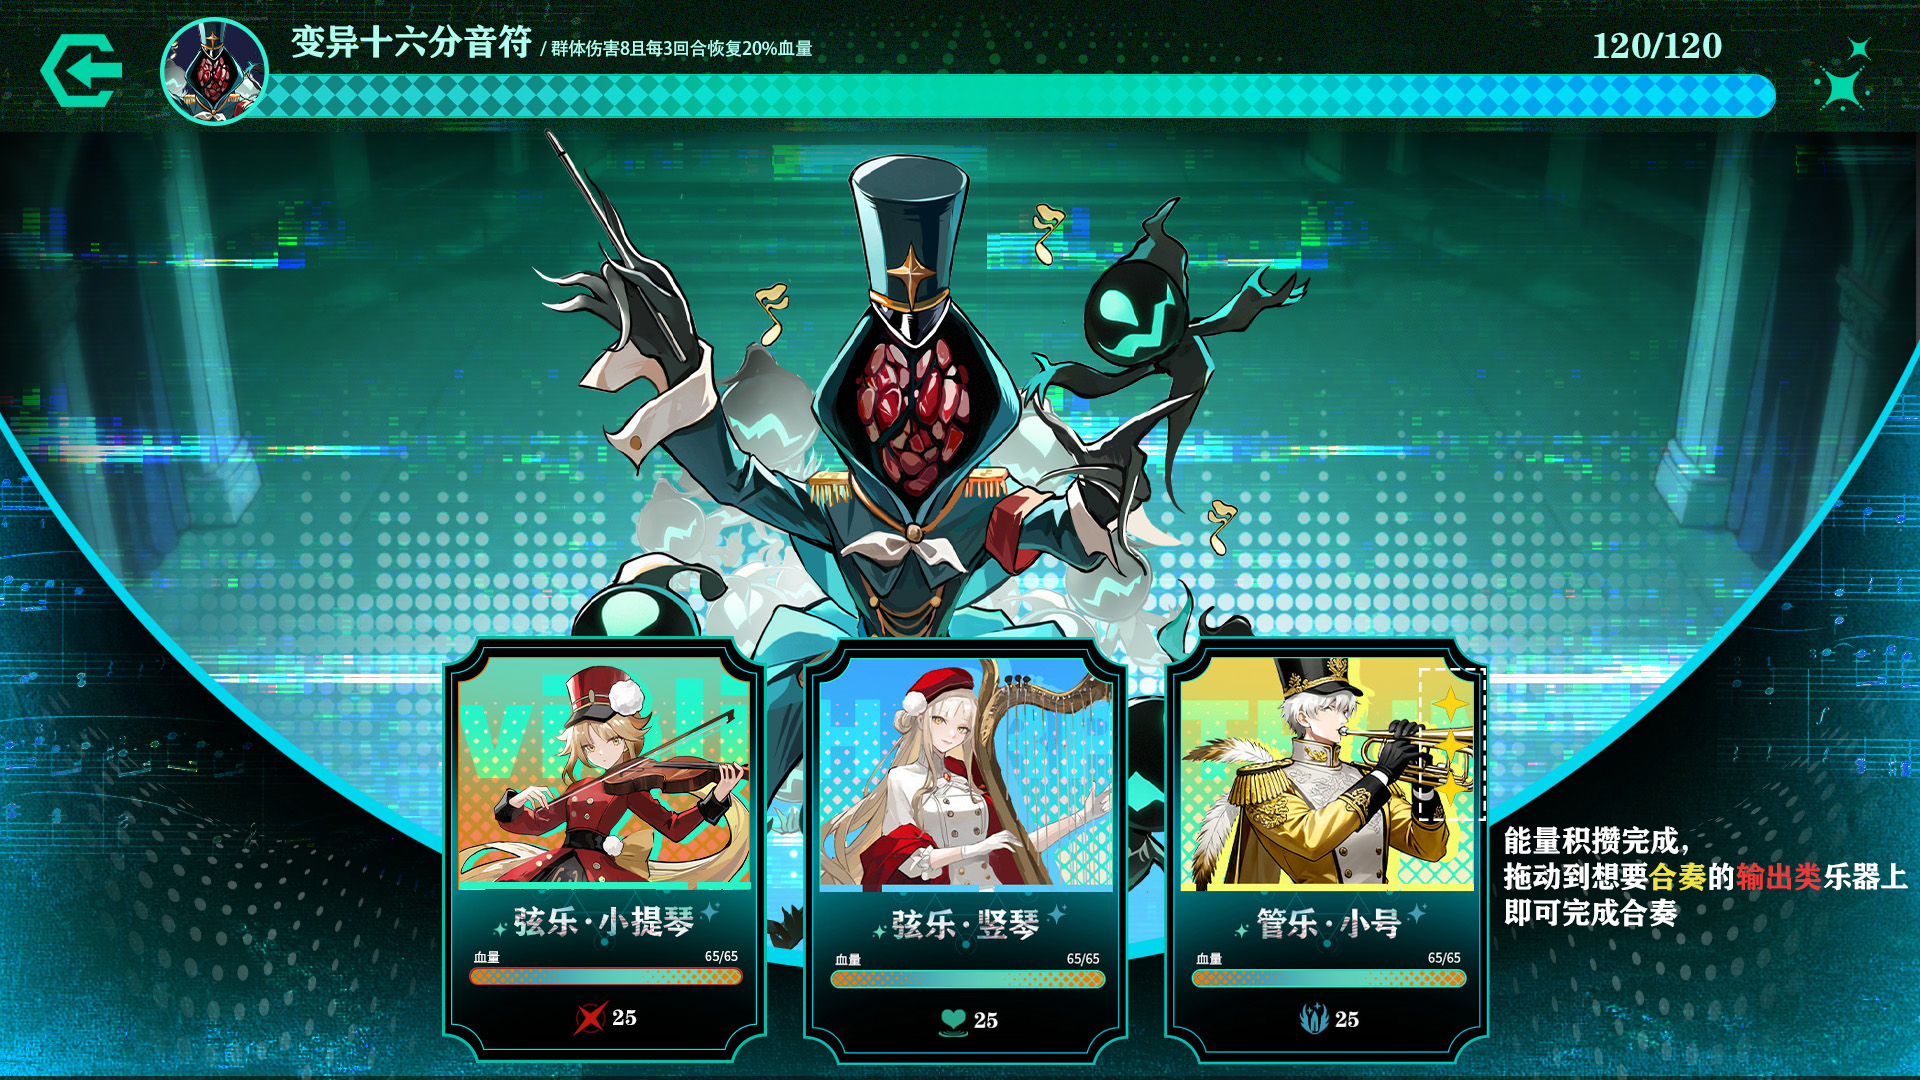 变异十六分音符 / 群体伤害8且每3回合恢复20%血量
120/120
弦乐·小提琴
血量 65/65
25
弦乐·竖琴
血量 65/65
25
管乐·小号
血量 65/65
25
能量积攒完成，
拖动到想要合奏的输出类乐器上
即可完成合奏